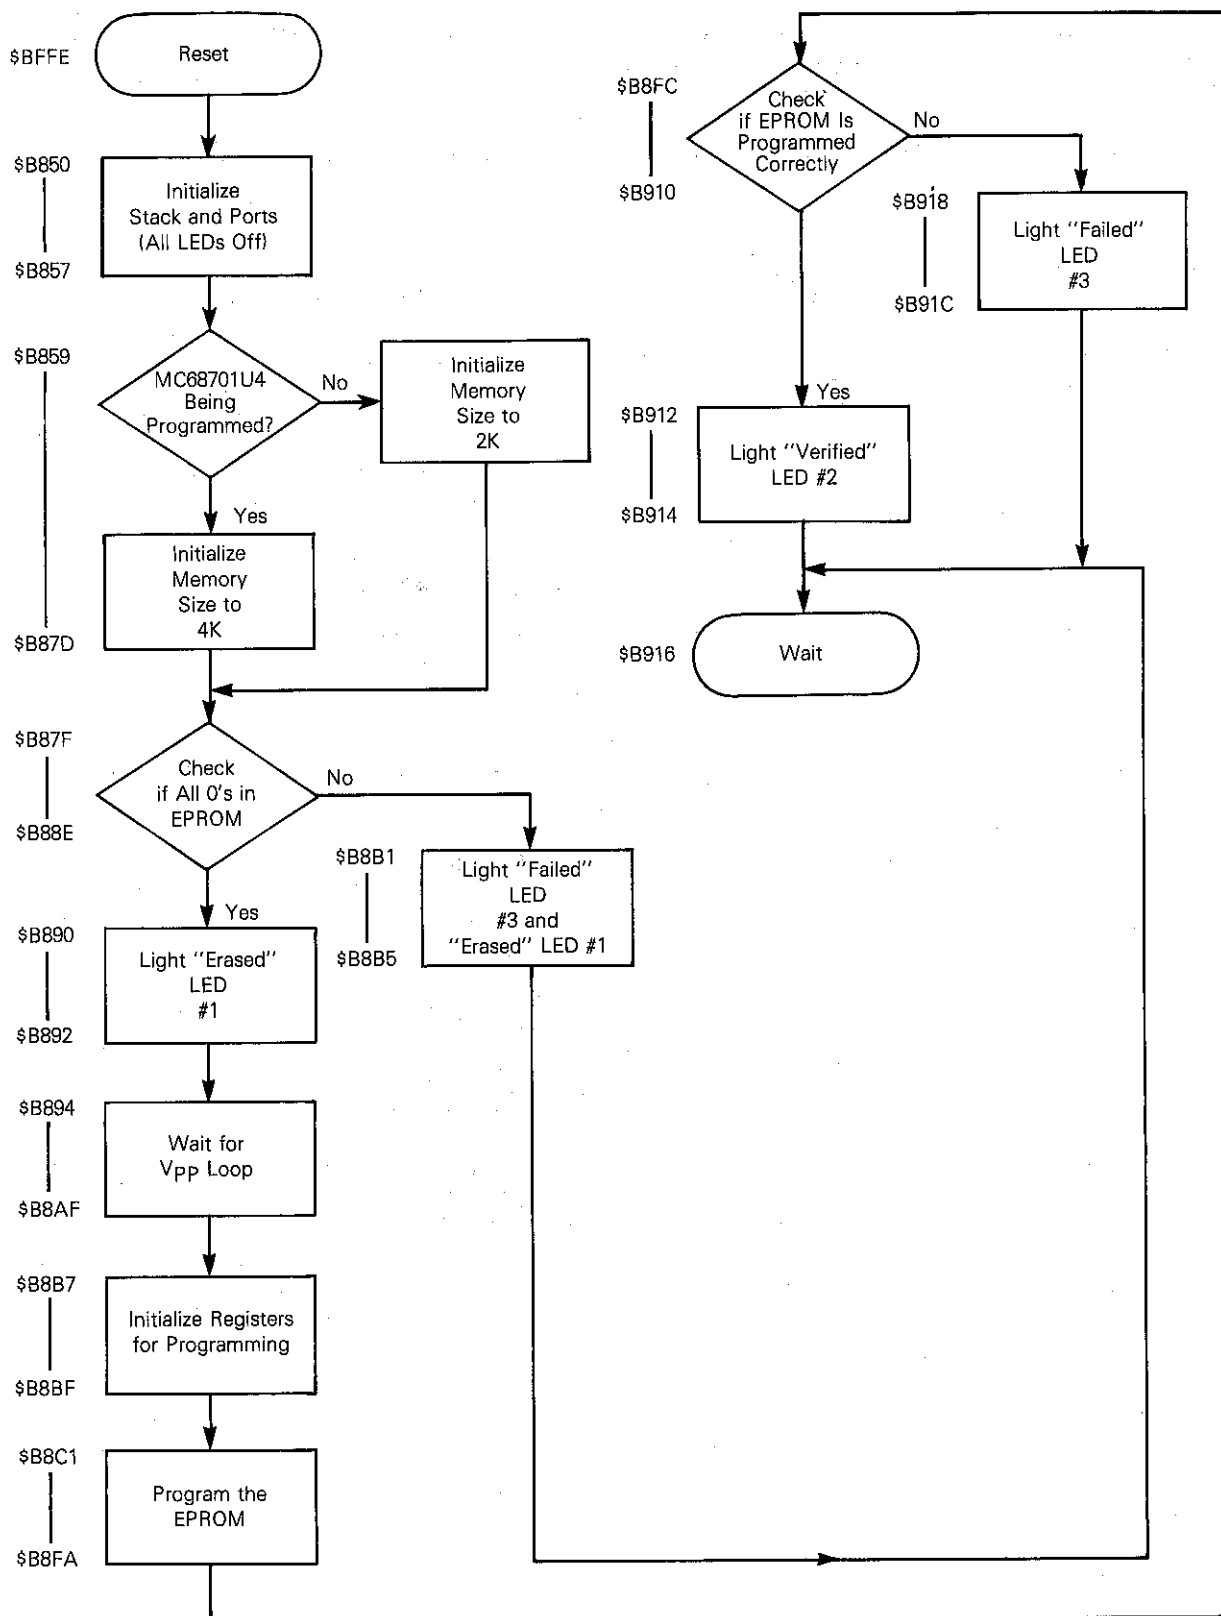 $BFFE
Reset
$B850
Initialize
Stack and Ports
(All LEDs Off)
$B857
$B859
MC68701U4
Being
Programmed?
No
Initialize
Memory
Size to
2K
Yes
Initialize
Memory
Size to
4K
$B87D
$B87F
Check
if All 0's in
EPROM
No
$B88E
$B8B1
Light "Failed"
LED
#3 and
"Erased" LED #1
$B8B5
Yes
$B890
Light "Erased"
LED
#1
$B892
$B894
Wait for
VPP Loop
$B8AF
$B8B7
Initialize Registers
for Programming
$B8BF
$B8C1
Program the
EPROM
$B8FA
$B8FC
Check
if EPROM Is
Programmed
Correctly
No
$B910
$B918
Light "Failed"
LED
#3
$B91C
Yes
$B912
Light "Verified"
LED #2
$B914
$B916
Wait